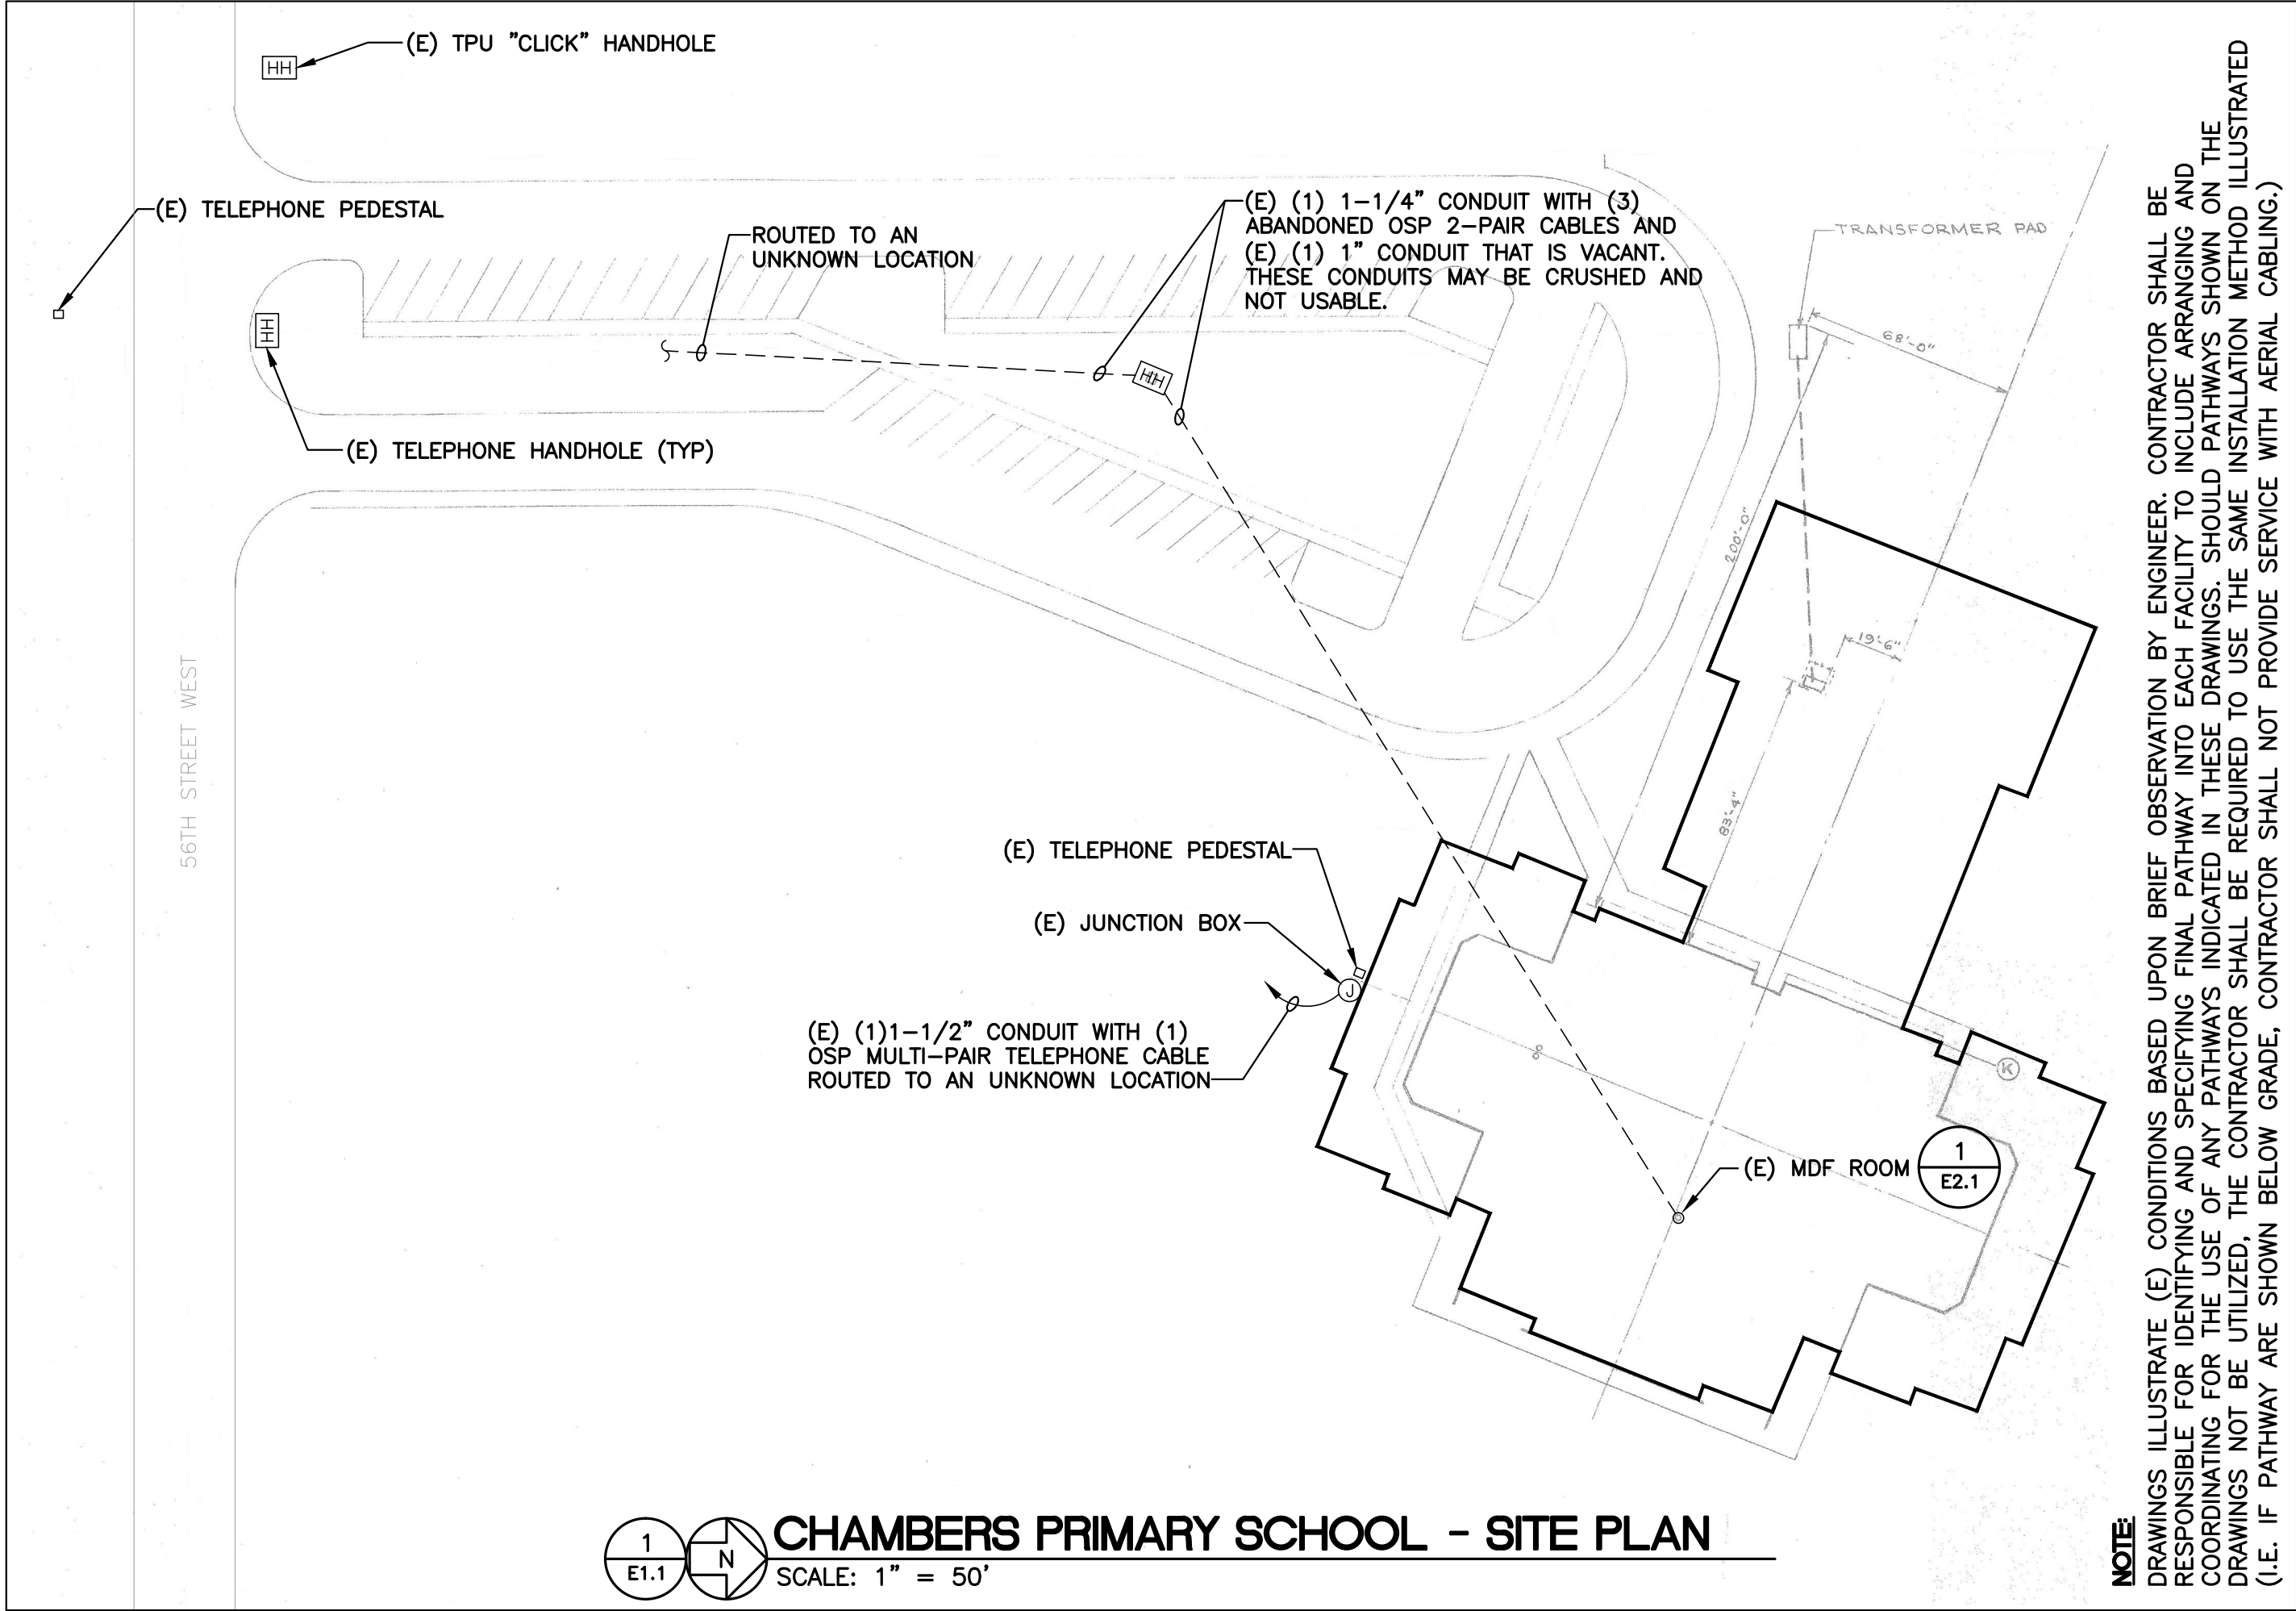 (E) TPU "CLICK" HANDHOLE
HH
(E) TELEPHONE PEDESTAL
ROUTED TO AN
UNKNOWN LOCATION
(E) (1) 1-1/4" CONDUIT WITH (3)
ABANDONED OSP 2-PAIR CABLES AND
(E) (1) 1" CONDUIT THAT IS VACANT.
THESE CONDUITS MAY BE CRUSHED AND
NOT USABLE.
TRANSFORMER PAD
68'-0"
HH
HH
(E) TELEPHONE HANDHOLE (TYP)
200'-0"
19'-6"
56TH STREET WEST
83'-4"
(E) TELEPHONE PEDESTAL
(E) JUNCTION BOX
J
(E) (1)1-1/2" CONDUIT WITH (1)
OSP MULTI-PAIR TELEPHONE CABLE
ROUTED TO AN UNKNOWN LOCATION
8
K
(E) MDF ROOM
1
E2.1
1
E1.1
N
CHAMBERS PRIMARY SCHOOL - SITE PLAN
SCALE: 1" = 50'
NOTE:
DRAWINGS ILLUSTRATE (E) CONDITIONS BASED UPON BRIEF OBSERVATION BY ENGINEER. CONTRACTOR SHALL BE
RESPONSIBLE FOR IDENTIFYING AND SPECIFYING FINAL PATHWAY INTO EACH FACILITY TO INCLUDE ARRANGING AND
COORDINATING FOR THE USE OF ANY PATHWAYS INDICATED IN THESE DRAWINGS. SHOULD PATHWAYS SHOWN ON THE
DRAWINGS NOT BE UTILIZED, THE CONTRACTOR SHALL BE REQUIRED TO USE THE SAME INSTALLATION METHOD ILLUSTRATED
(I.E. IF PATHWAY ARE SHOWN BELOW GRADE, CONTRACTOR SHALL NOT PROVIDE SERVICE WITH AERIAL CABLING.)